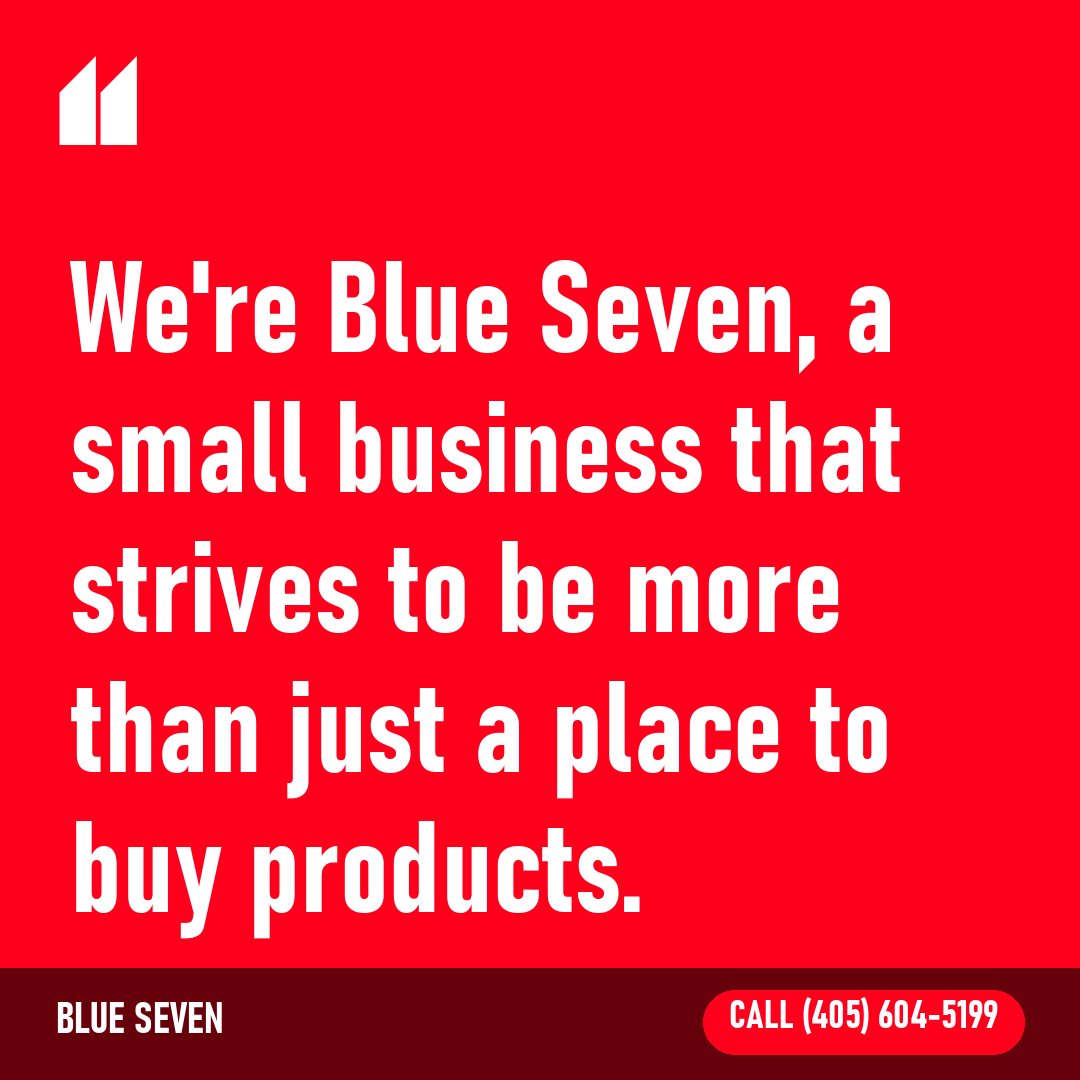 “
We're Blue Seven, a
small business that
strives to be more
than just a place to
buy products.
BLUE SEVEN
CALL (405) 604-5199